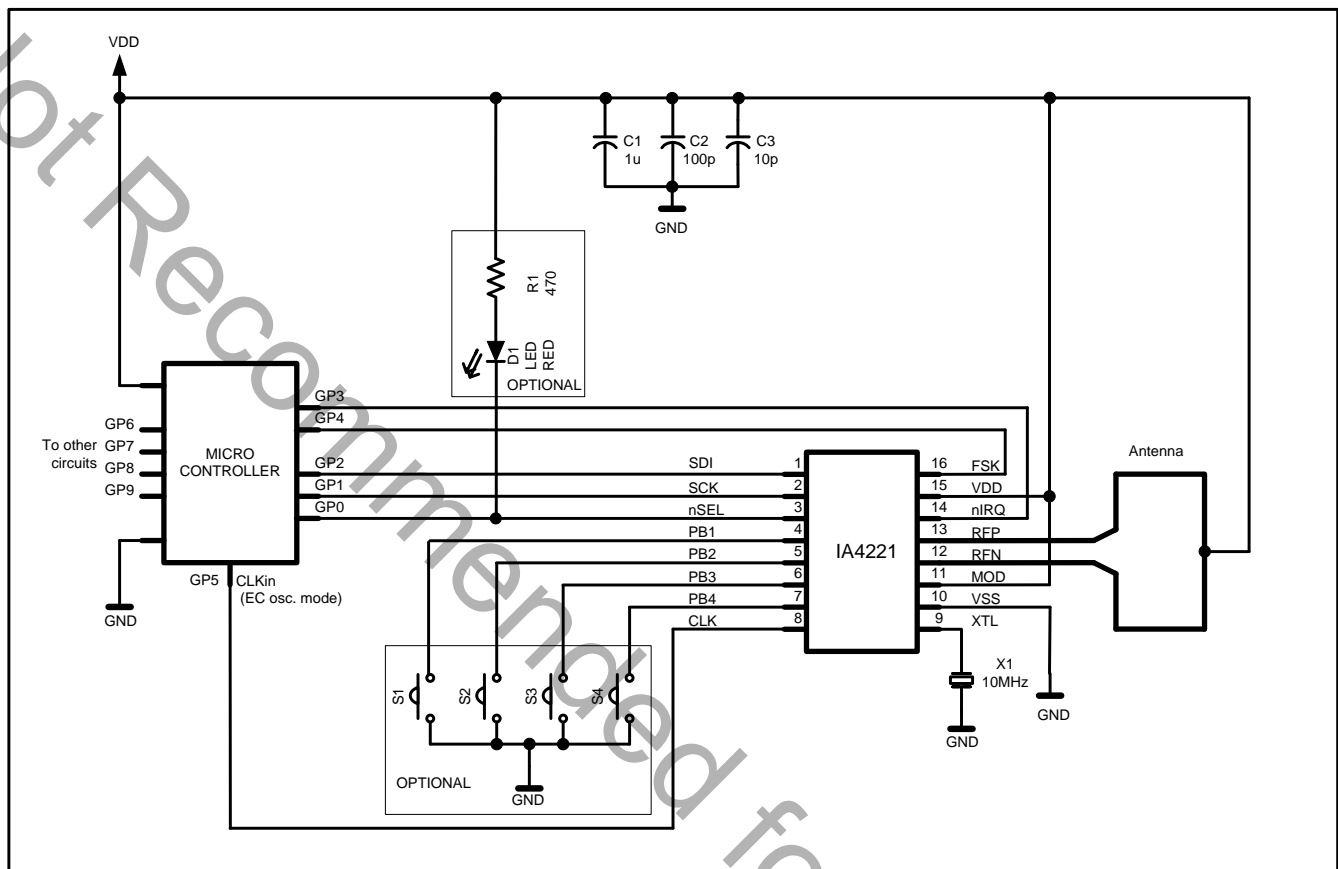 VDD
C1
1u
C2
100p
C3
10p
GND
R1
470
D1
LED
RED
OPTIONAL
GP3
GP4
GP6
GP7
GP8
GP9
To other
circuits
MICRO
CONTROLLER
GP2
GP1
GP0
GP5
CLKin
(EC osc. mode)
GND
SDI
SCK
nSEL
PB1
PB2
PB3
PB4
CLK
1
2
3
4
5
6
7
8
IA4221
16
15
14
13
12
11
10
9
FSK
VDD
nIRQ
RFP
RFN
MOD
VSS
XTL
Antenna
X1
10MHz
GND
GND
S1
S2
S3
S4
OPTIONAL
GND
ot Recommended fo